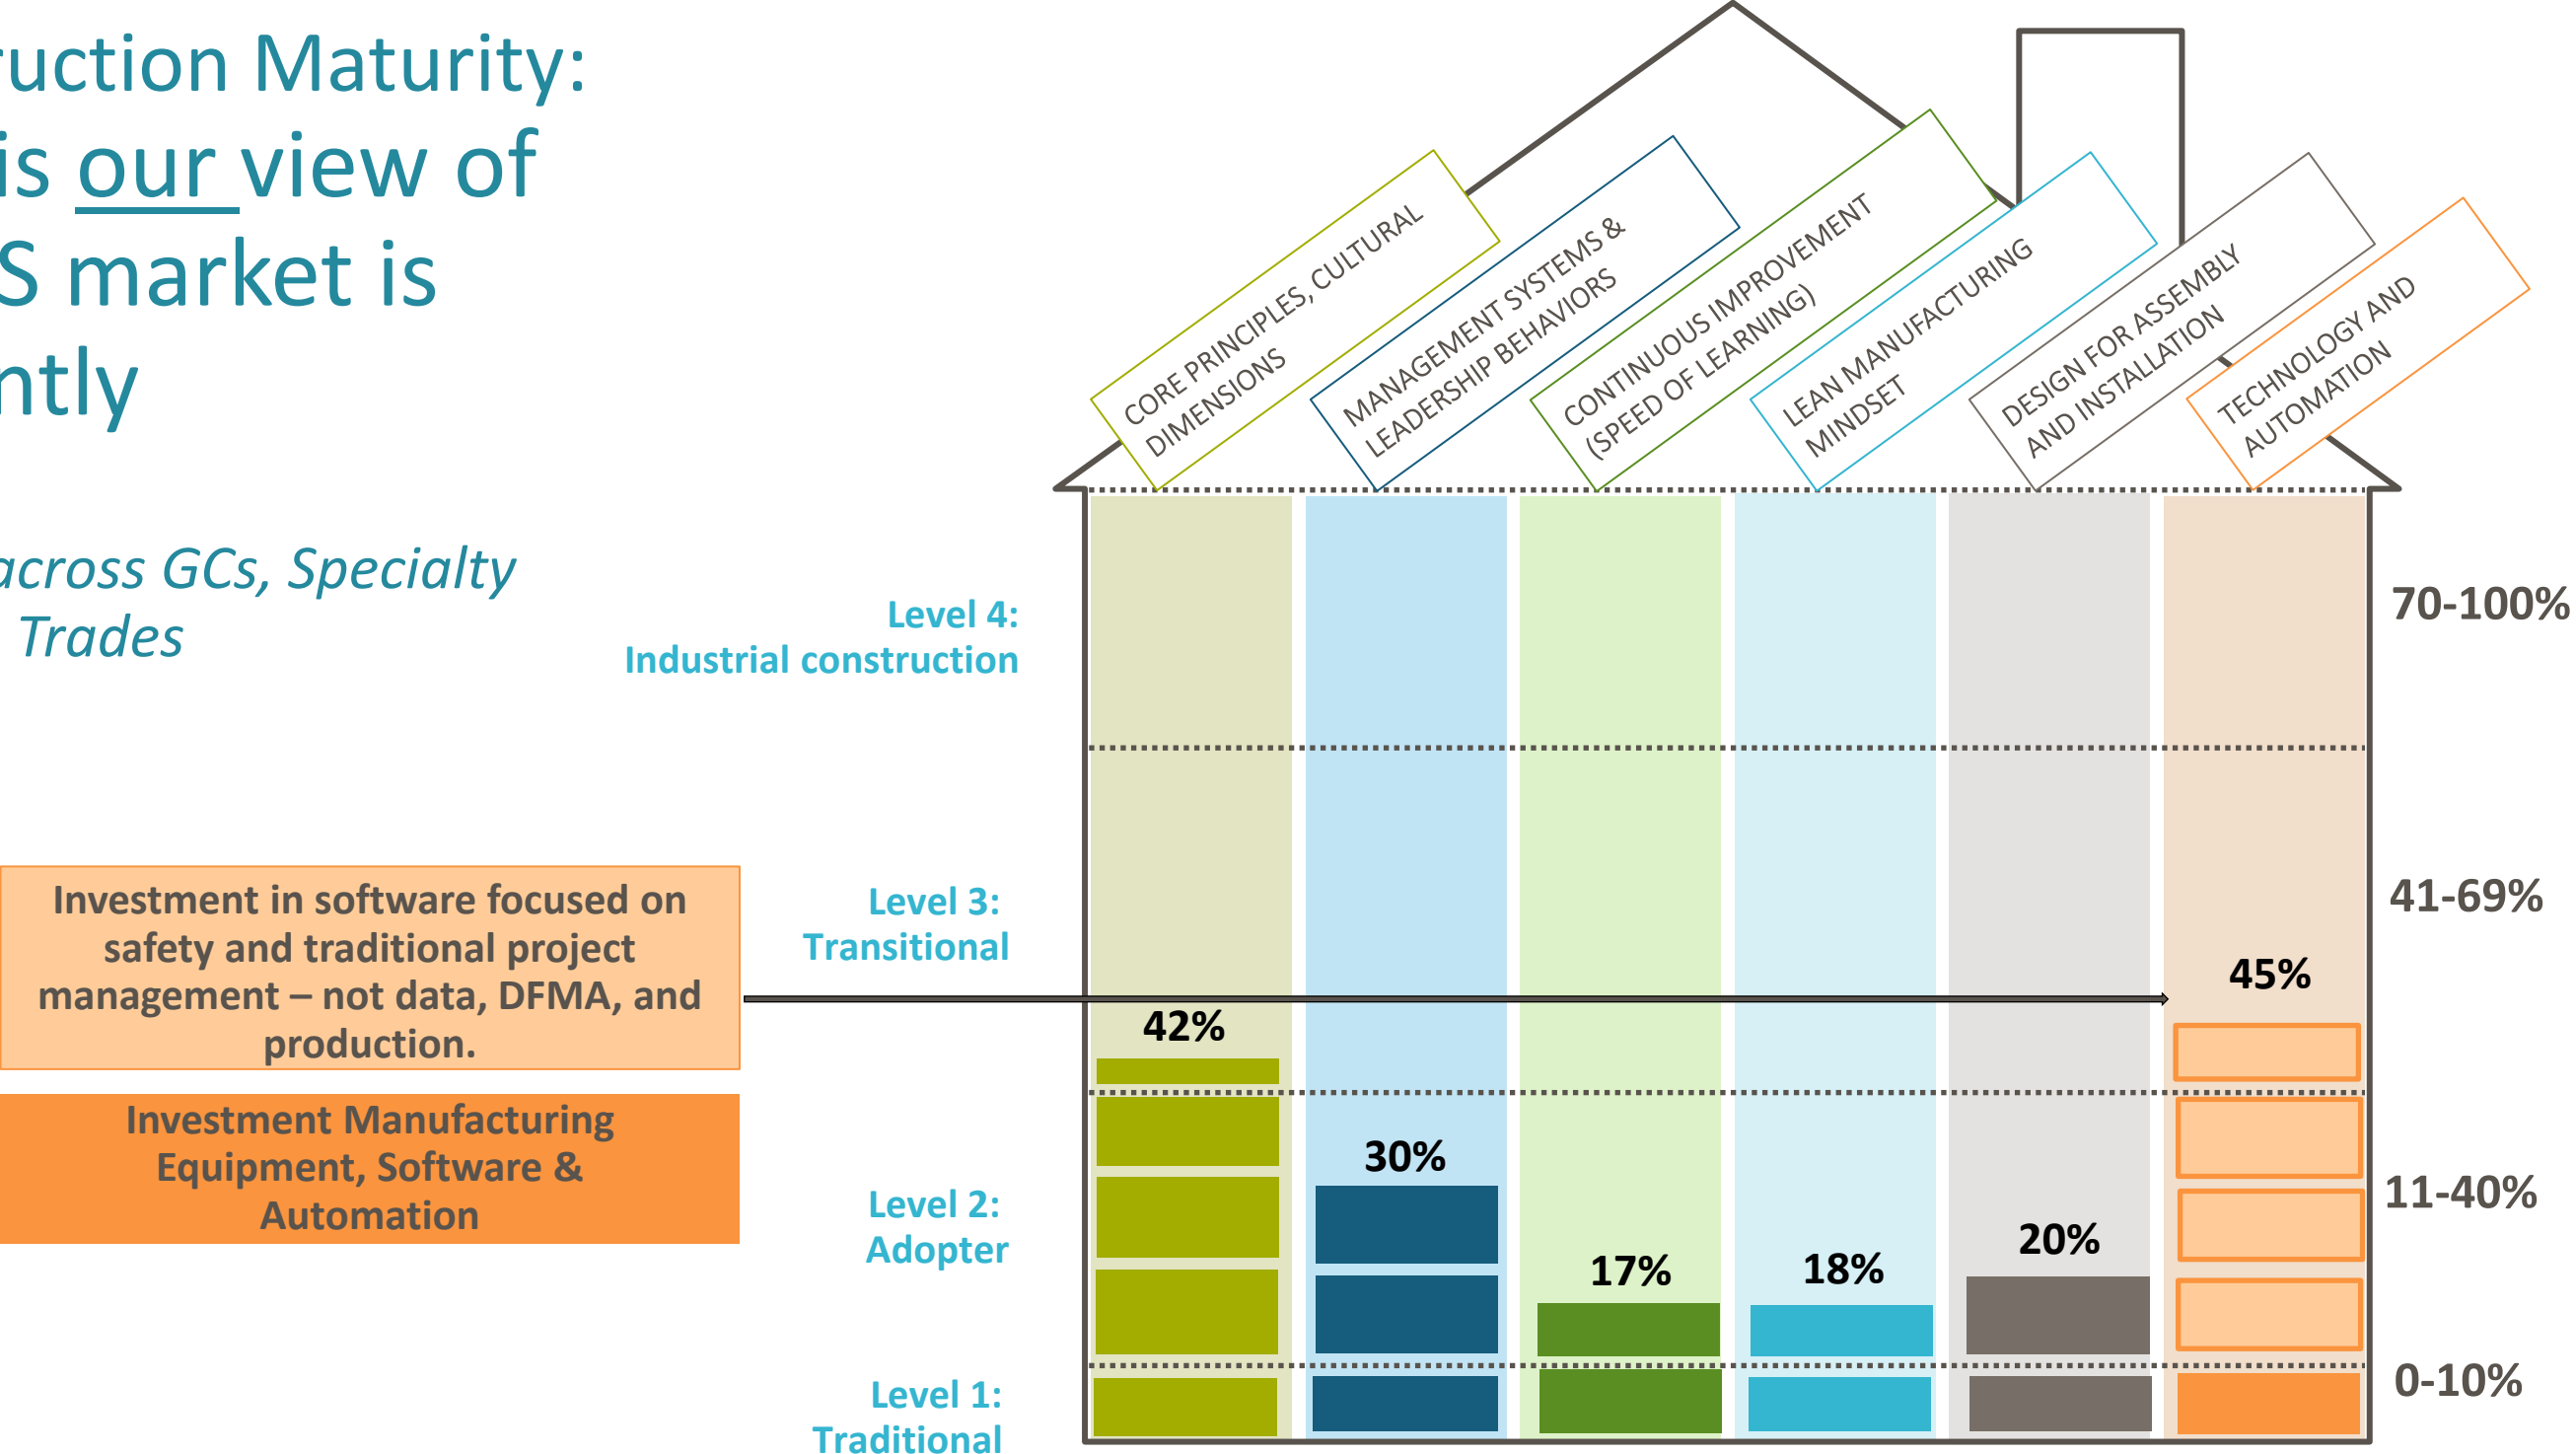 ruction Maturity:
is our view of
S market is
ntly
across GCs, Specialty
Trades
CORE PRINCIPLES, CULTURAL
DIMENSIONS
MANAGEMENT SYSTEMS &
LEADERSHIP BEHAVIORS
CONTINUOUS IMPROVEMENT
(SPEED OF LEARNING)
LEAN MANUFACTURING
MINDSET
DESIGN FOR ASSEMBLY
AND INSTALLATION
TECHNOLOGY AND
AUTOMATION
Level 4:
Industrial construction
70-100%
Investment in software focused on
safety and traditional project
management – not data, DFMA, and
production.
Level 3:
Transitional
41-69%
45%
42%
Investment Manufacturing
Equipment, Software &
Automation
Level 2:
Adopter
30%
17%
18%
20%
11-40%
Level 1:
Traditional
0-10%